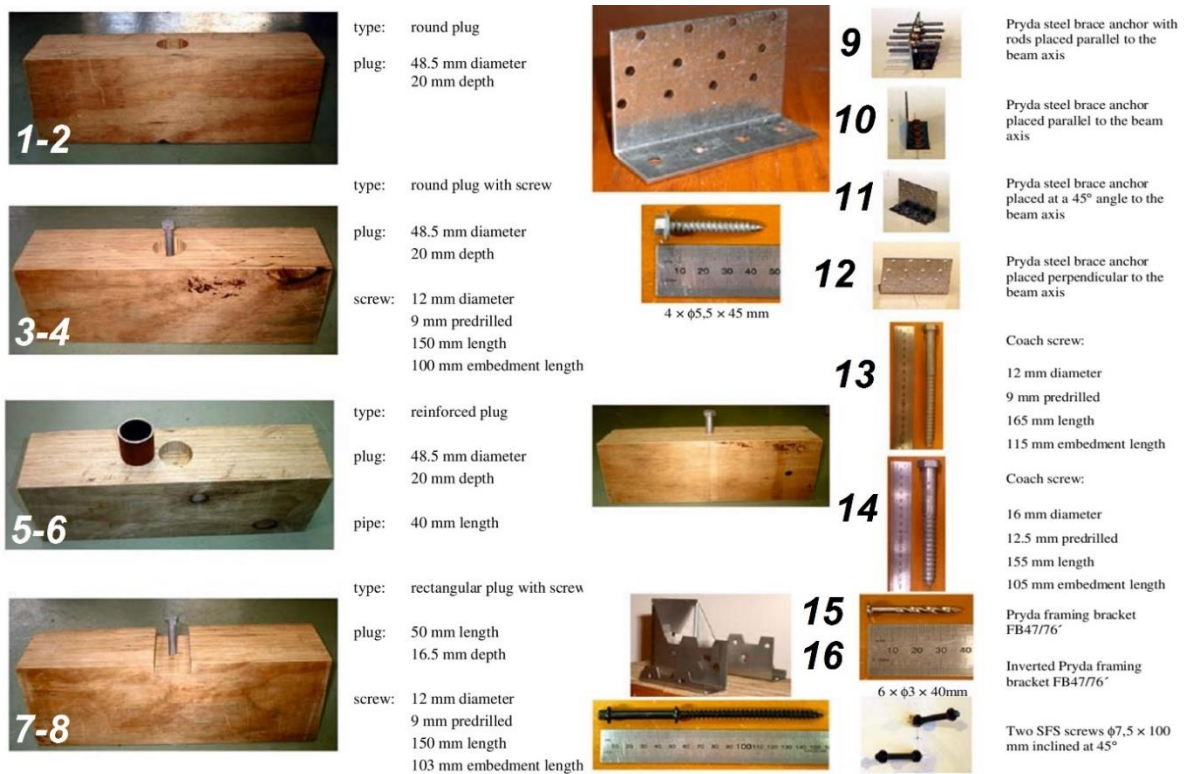 type: round plug
plug: 48.5 mm diameter
20 mm depth
1-2
type: round plug with screw
plug: 48.5 mm diameter
20 mm depth
screw: 12 mm diameter
9 mm predrilled
150 mm length
100 mm embedment length
3-4
type: reinforced plug
plug: 48.5 mm diameter
20 mm depth
pipe: 40 mm length
5-6
type: rectangular plug with screw
plug: 50 mm length
16.5 mm depth
screw: 12 mm diameter
9 mm predrilled
150 mm length
103 mm embedment length
7-8
10 20 30 40 50
4 × ϕ5,5 × 45 mm
9
Pryda steel brace anchor with
rods placed parallel to the
beam axis
10
Pryda steel brace anchor
placed parallel to the beam
axis
11
Pryda steel brace anchor
placed at a 45° angle to the
beam axis
12
Pryda steel brace anchor
placed perpendicular to the
beam axis
13
Coach screw:
12 mm diameter
9 mm predrilled
165 mm length
115 mm embedment length
14
Coach screw:
16 mm diameter
12.5 mm predrilled
155 mm length
105 mm embedment length
15
Pryda framing bracket
FB47/76´
16
Inverted Pryda framing
bracket FB47/76´
10 20 30 40
6 × ϕ3 × 40mm
Two SFS screws ϕ7,5 × 100
mm inclined at 45°